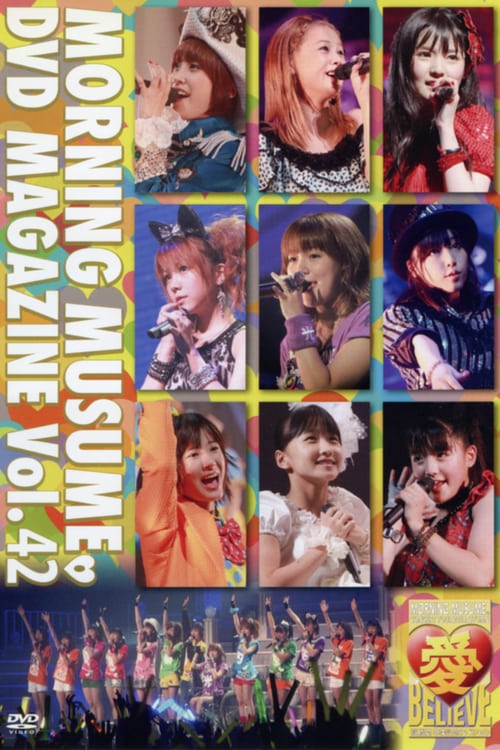 MORNING MUSUME♥
DVD MAGAZINE Vol.42
MORNING MUSUME.
愛
BELIEVE
DVD
VIDEO